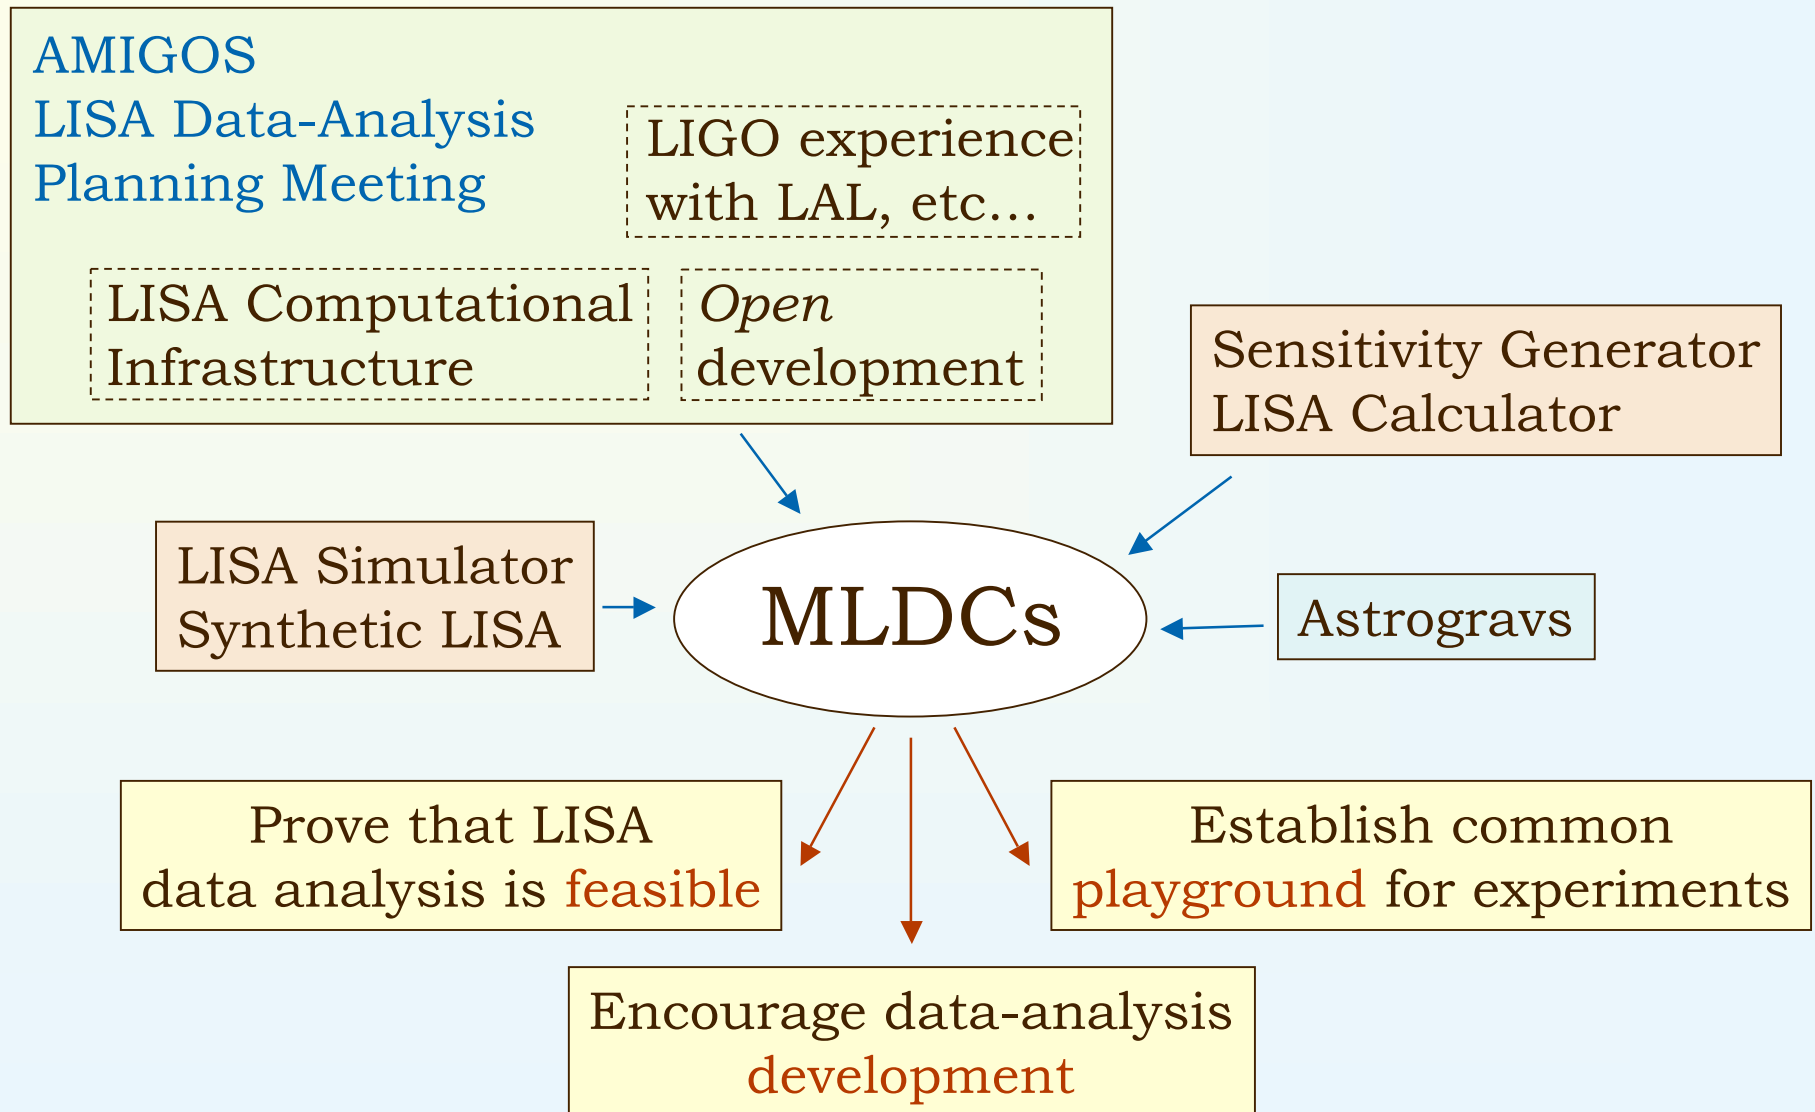 AMIGOS
LISA Data-Analysis
Planning Meeting
LIGO experience
with LAL, etc…
LISA Computational
Infrastructure
Open
development
Sensitivity Generator
LISA Calculator
LISA Simulator
Synthetic LISA
MLDCs
Astrogravs
Prove that LISA
data analysis is feasible
Establish common
playground for experiments
Encourage data-analysis
development